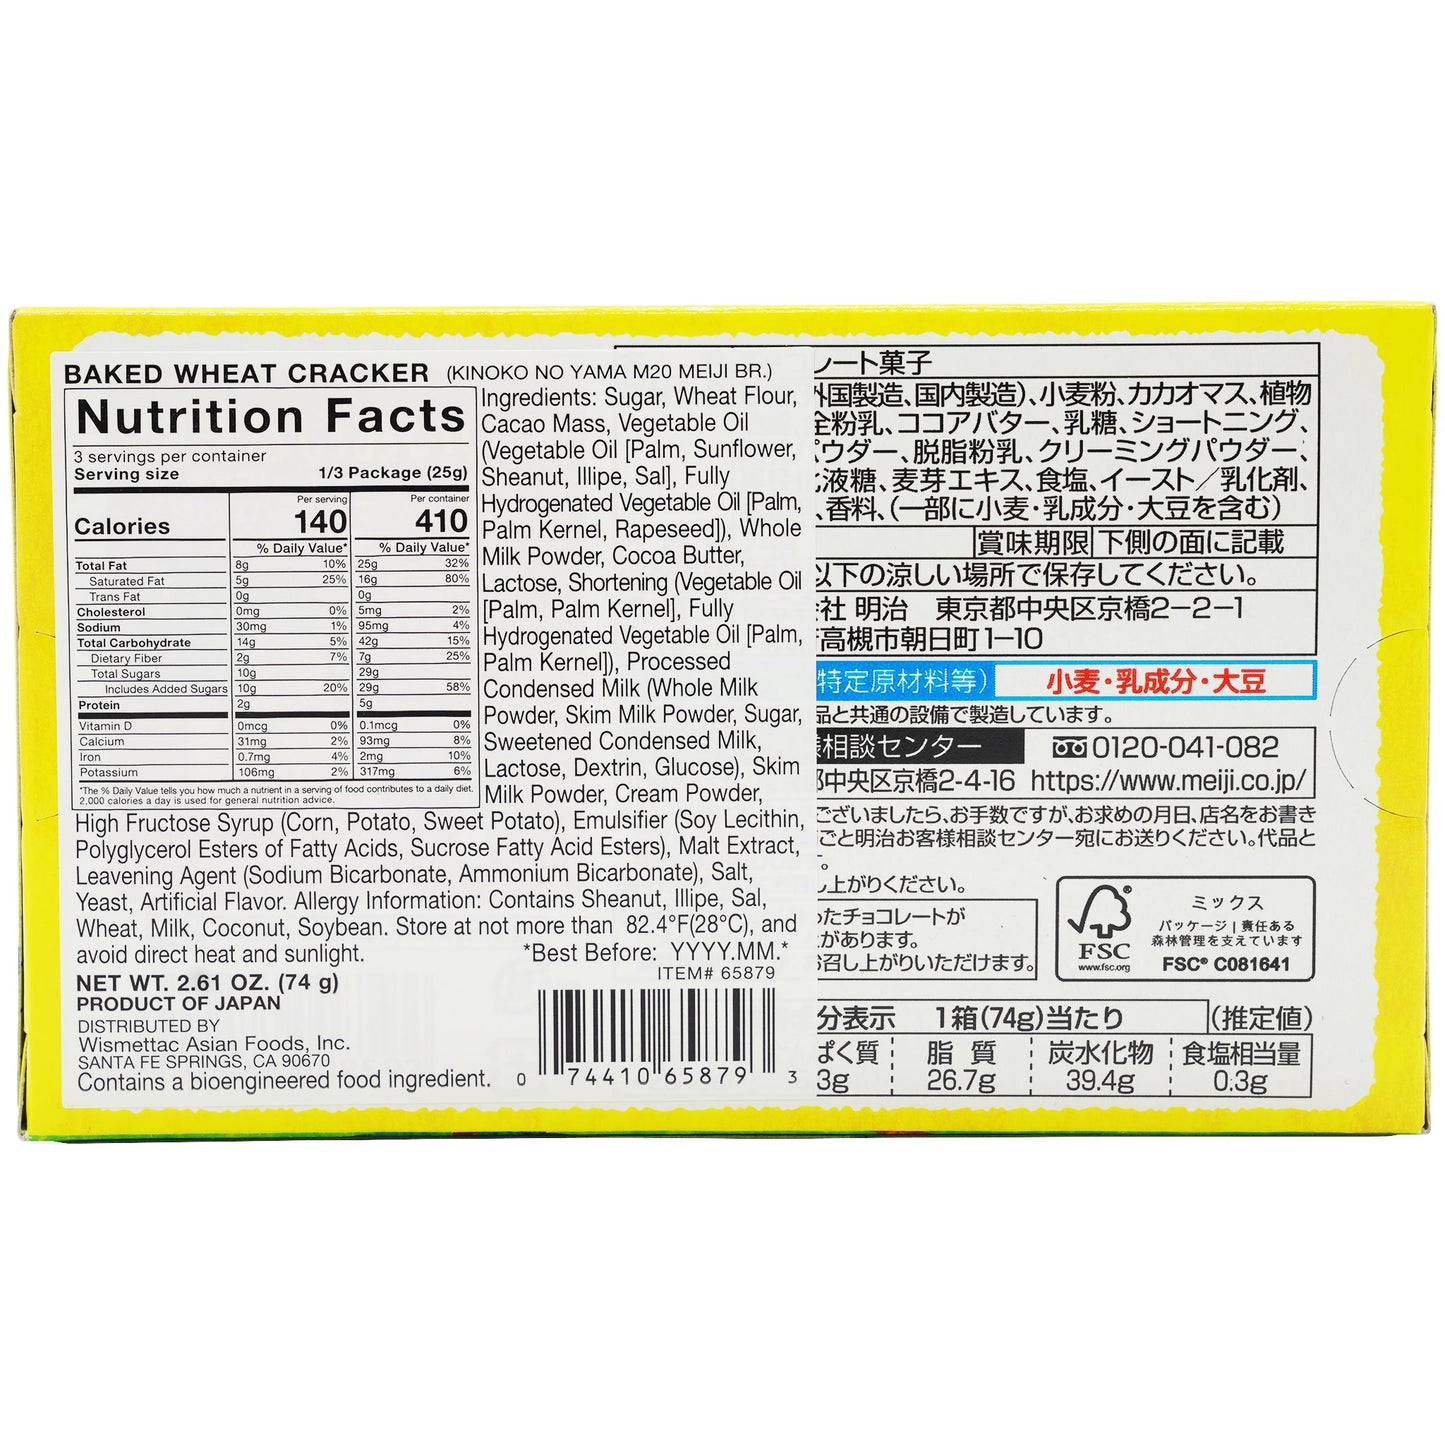 BAKED WHEAT CRACKER (KINOKO NO YAMA M20 MEIJI BR.)
Nutrition Facts
3 servings per container
Serving size 1/3 Package (25g)
Per serving Per container
Calories 140 410
% Daily Value* % Daily Value*
Total Fat 8g 10% 25g 32%
Saturated Fat 5g 25% 16g 80%
Trans Fat 0g 0g
Cholesterol 0mg 0% 5mg 2%
Sodium 30mg 1% 95mg 4%
Total Carbohydrate 14g 5% 42g 15%
Dietary Fiber 2g 7% 7g 25%
Total Sugars 10g 29g
Includes Added Sugars 10g 20% 29g 58%
Protein 2g 5g
Vitamin D 0mcg 0% 0.1mcg 0%
Calcium 31mg 2% 93mg 8%
Iron 0.7mg 4% 2mg 10%
Potassium 106mg 2% 317mg 6%
*The % Daily Value tells you how much a nutrient in a serving of food contributes to a daily diet.
2,000 calories a day is used for general nutrition advice.
Ingredients: Sugar, Wheat Flour,
Cacao Mass, Vegetable Oil
(Vegetable Oil [Palm, Sunflower,
Sheanut, Illipe, Sal], Fully
Hydrogenated Vegetable Oil [Palm,
Palm Kernel, Rapeseed]), Whole
Milk Powder, Cocoa Butter,
Lactose, Shortening (Vegetable Oil
[Palm, Palm Kernel], Fully
Hydrogenated Vegetable Oil [Palm,
Palm Kernel]), Processed
Condensed Milk (Whole Milk
Powder, Skim Milk Powder, Sugar,
Sweetened Condensed Milk,
Lactose, Dextrin, Glucose), Skim
Milk Powder, Cream Powder,
High Fructose Syrup (Corn, Potato, Sweet Potato), Emulsifier (Soy Lecithin,
Polyglycerol Esters of Fatty Acids, Sucrose Fatty Acid Esters), Malt Extract,
Leavening Agent (Sodium Bicarbonate, Ammonium Bicarbonate), Salt,
Yeast, Artificial Flavor. Allergy Information: Contains Sheanut, Illipe, Sal,
Wheat, Milk, Coconut, Soybean. Store at not more than 82.4°F(28°C), and
avoid direct heat and sunlight. *Best Before: YYYY.MM.*
ITEM# 65879
NET WT. 2.61 OZ. (74 g)
PRODUCT OF JAPAN
DISTRIBUTED BY
Wismettac Asian Foods, Inc.
SANTA FE SPRINGS, CA 90670
Contains a bioengineered food ingredient.
0 74410 65879 3
ート菓子
国製造、国内製造)、小麦粉、カカオマス、植物
全粉乳、ココアバター、乳糖、ショートニング、
ウダー、脱脂粉乳、クリーミングパウダー、
液糖、麦芽エキス、食塩、イースト／乳化剤、
、香料、(一部に小麦・乳成分・大豆を含む)
賞味期限 下側の面に記載
以下の涼しい場所で保存してください。
社 明治 東京都中央区京橋2-2-1
高槻市朝日町1-10
特定原材料等) 小麦・乳成分・大豆
品と共通の設備で製造しています。
相談センター 0120-041-082
中央区京橋2-4-16 https://www.meiji.co.jp/
ございましたら、お手数ですが、お求めの月日、店名をお書き
ごと明治お客様相談センター宛にお送りください。代品と
。
し上がりください。
たチョコレートが
があります。
召し上がりいただけます。
FSC®
www.fsc.org
ミックス
パッケージ | 責任ある
森林管理を支えています
FSC® C081641
分表示 1箱(74g)当たり (推定値)
ぱく質 脂質 炭水化物 食塩相当量
3g 26.7g 39.4g 0.3g